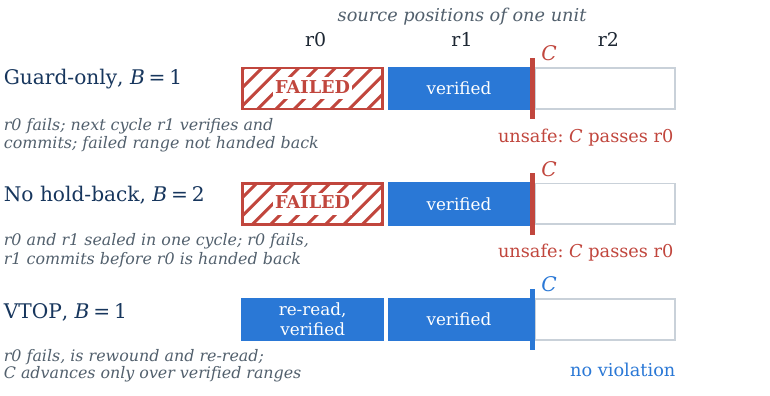 source positions of one unit
r0 r1 r2
C
Guard-only, B = 1
FAILED verified
r0 fails; next cycle r1 verifies and
commits; failed range not handed back
unsafe: C passes r0
C
No hold-back, B = 2
FAILED verified
r0 and r1 sealed in one cycle; r0 fails,
r1 commits before r0 is handed back
unsafe: C passes r0
C
VTOP, B = 1
re-read,
verified
verified
r0 fails, is rewound and re-read;
C advances only over verified ranges
no violation